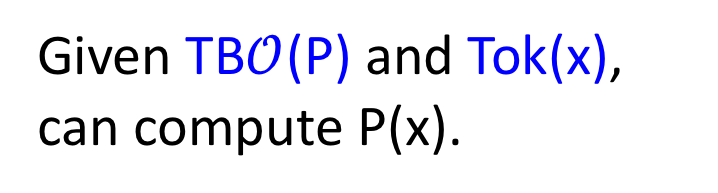 Given TB𝒪(P) and Tok(x),
can compute P(x).